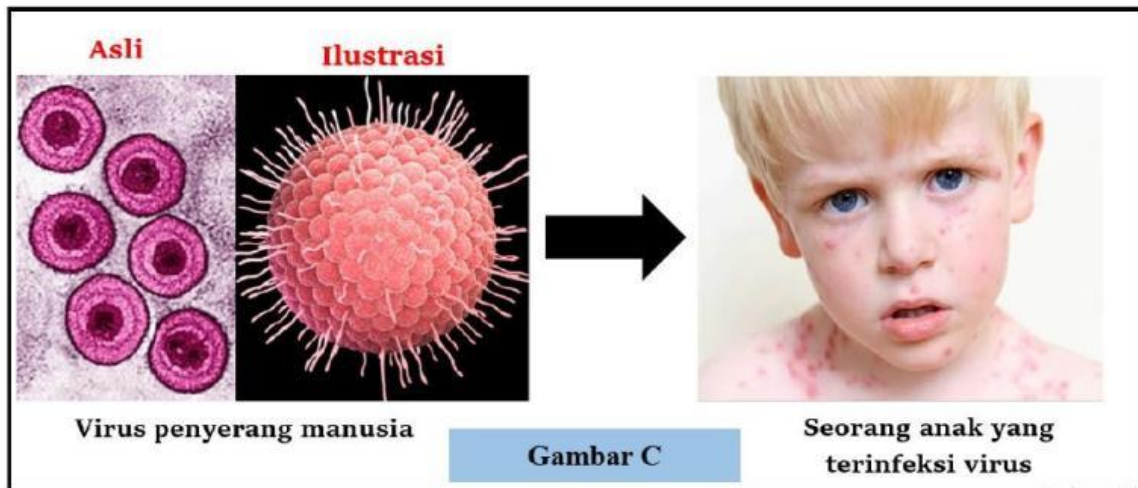 Asli
Ilustrasi
Virus penyerang manusia
Gambar C
Seorang anak yang
terinfeksi virus